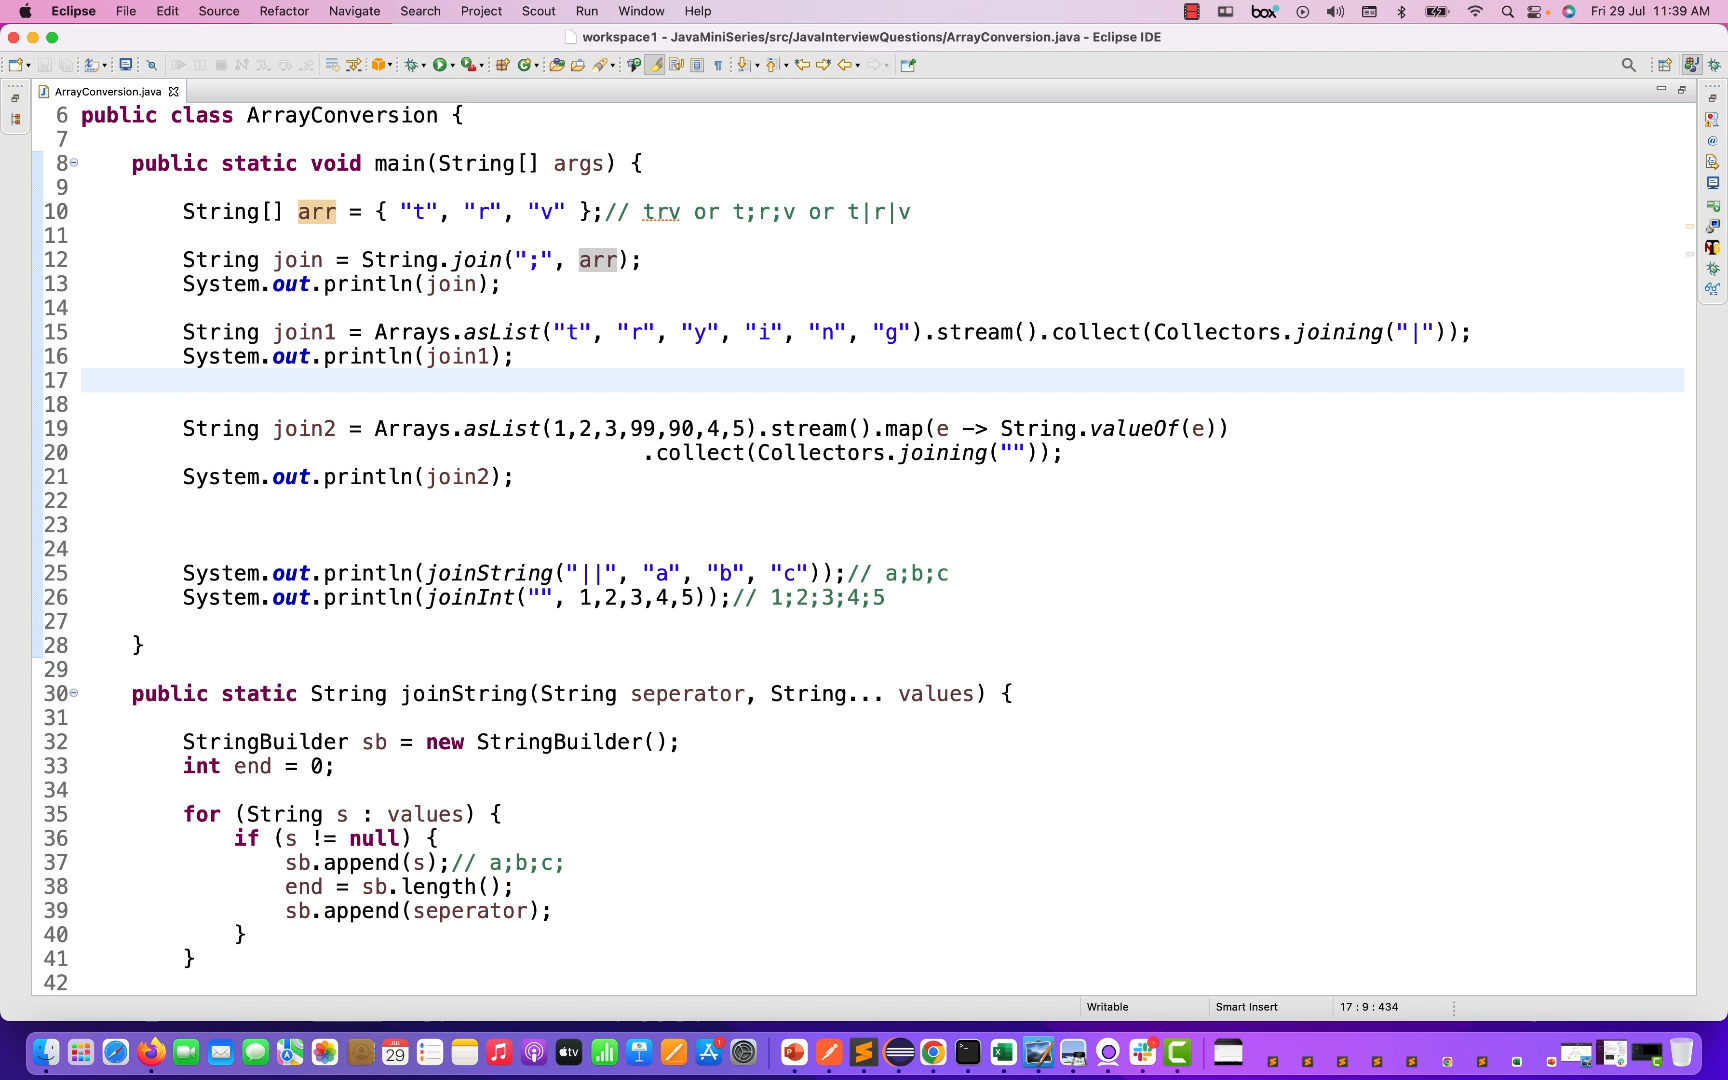 Eclipse File Edit Source Refactor Navigate Search Project Scout Run Window Help box Fri 29 Jul 11:39 AM
workspace1 - JavaMiniSeries/src/JavaInterviewQuestions/ArrayConversion.java - Eclipse IDE
ArrayConversion.java
6 public class ArrayConversion {
7
8 public static void main(String[] args) {
9
10 String[] arr = { "t", "r", "v" };// trv or t;r;v or t|r|v
11
12 String join = String.join(";", arr);
13 System.out.println(join);
14
15 String join1 = Arrays.asList("t", "r", "y", "i", "n", "g").stream().collect(Collectors.joining("|"));
16 System.out.println(join1);
17
18
19 String join2 = Arrays.asList(1,2,3,99,90,4,5).stream().map(e -> String.valueOf(e))
20 .collect(Collectors.joining(""));
21 System.out.println(join2);
22
23
24
25 System.out.println(joinString("||", "a", "b", "c"));// a;b;c
26 System.out.println(joinInt("", 1,2,3,4,5));// 1;2;3;4;5
27
28 }
29
30 public static String joinString(String seperator, String... values) {
31
32 StringBuilder sb = new StringBuilder();
33 int end = 0;
34
35 for (String s : values) {
36 if (s != null) {
37 sb.append(s);// a;b;c;
38 end = sb.length();
39 sb.append(seperator);
40 }
41 }
42
Writable Smart Insert 17 : 9 : 434
JUL
29
tv